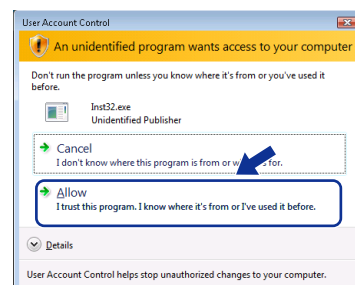 User Account Control
An unidentified program wants access to your computer
Don't run the program unless you know where it's from or you've used it
before.
Inst32.exe
Unidentified Publisher
Cancel
I don't know where this program is from or for.
Allow
I trust this program. I know where it's from or I've used it before.
Details
User Account Control helps stop unauthorized changes to your computer.